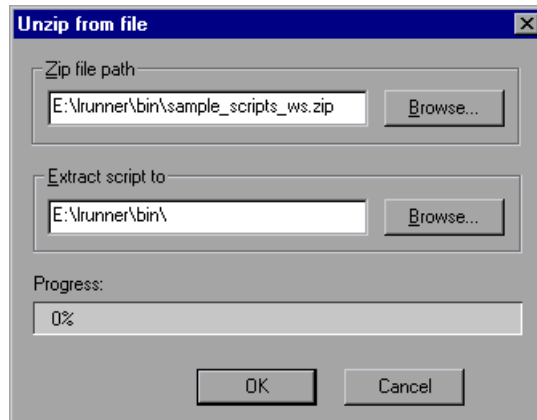 Unzip from file
Zip file path
E:\lrunner\bin\sample_scripts_ws.zip
Browse...
Extract script to
E:\lrunner\bin\
Browse...
Progress:
0%
OK Cancel